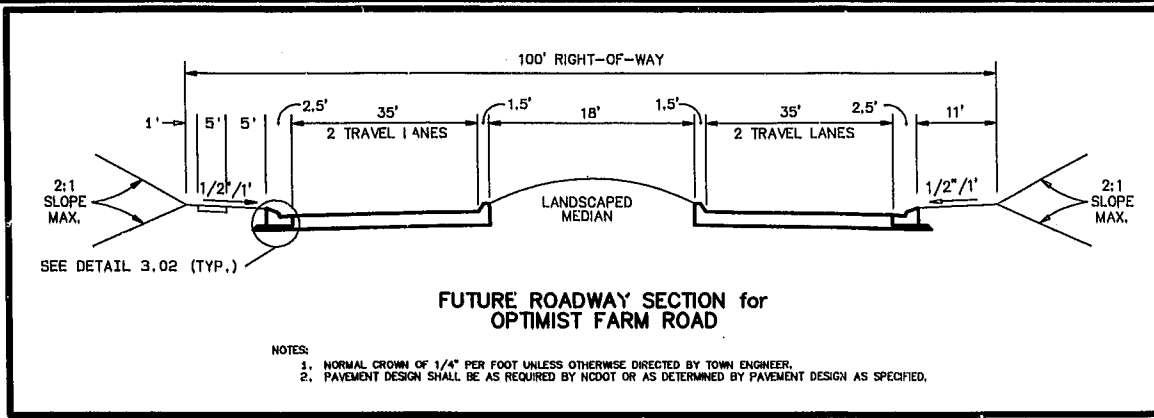 100' RIGHT-OF-WAY
1' 5' 5' 2.5' 35' 1.5' 18' 1.5' 35' 2.5' 11'
2 TRAVEL LANES 2 TRAVEL LANES
2:1
SLOPE
MAX.
1/2"/1'
LANDSCAPED
MEDIAN
1/2"/1'
2:1
SLOPE
MAX.
SEE DETAIL 3.02 (TYP.)
FUTURE ROADWAY SECTION for
OPTIMIST FARM ROAD
NOTES:
1. NORMAL CROWN OF 1/4" PER FOOT UNLESS OTHERWISE DIRECTED BY TOWN ENGINEER.
2. PAVEMENT DESIGN SHALL BE AS REQUIRED BY NCDOT OR AS DETERMINED BY PAVEMENT DESIGN AS SPECIFIED.